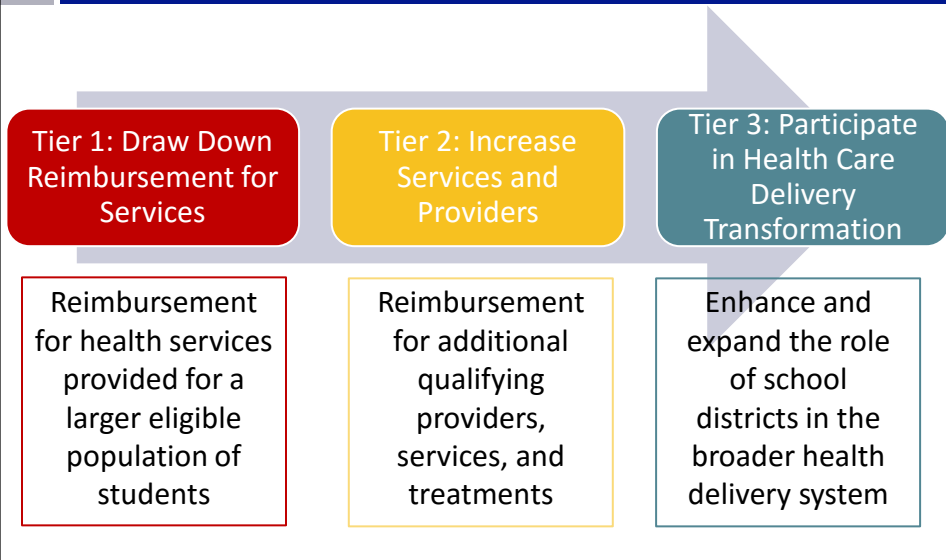 Tier 1: Draw Down
Reimbursement for
Services
Tier 2: Increase
Services and
Providers
Tier 3: Participate
in Health Care
Delivery
Transformation
Reimbursement
for health services
provided for a
larger eligible
population of
students
Reimbursement
for additional
qualifying
providers,
services, and
treatments
Enhance and
expand the role
of school
districts in the
broader health
delivery system